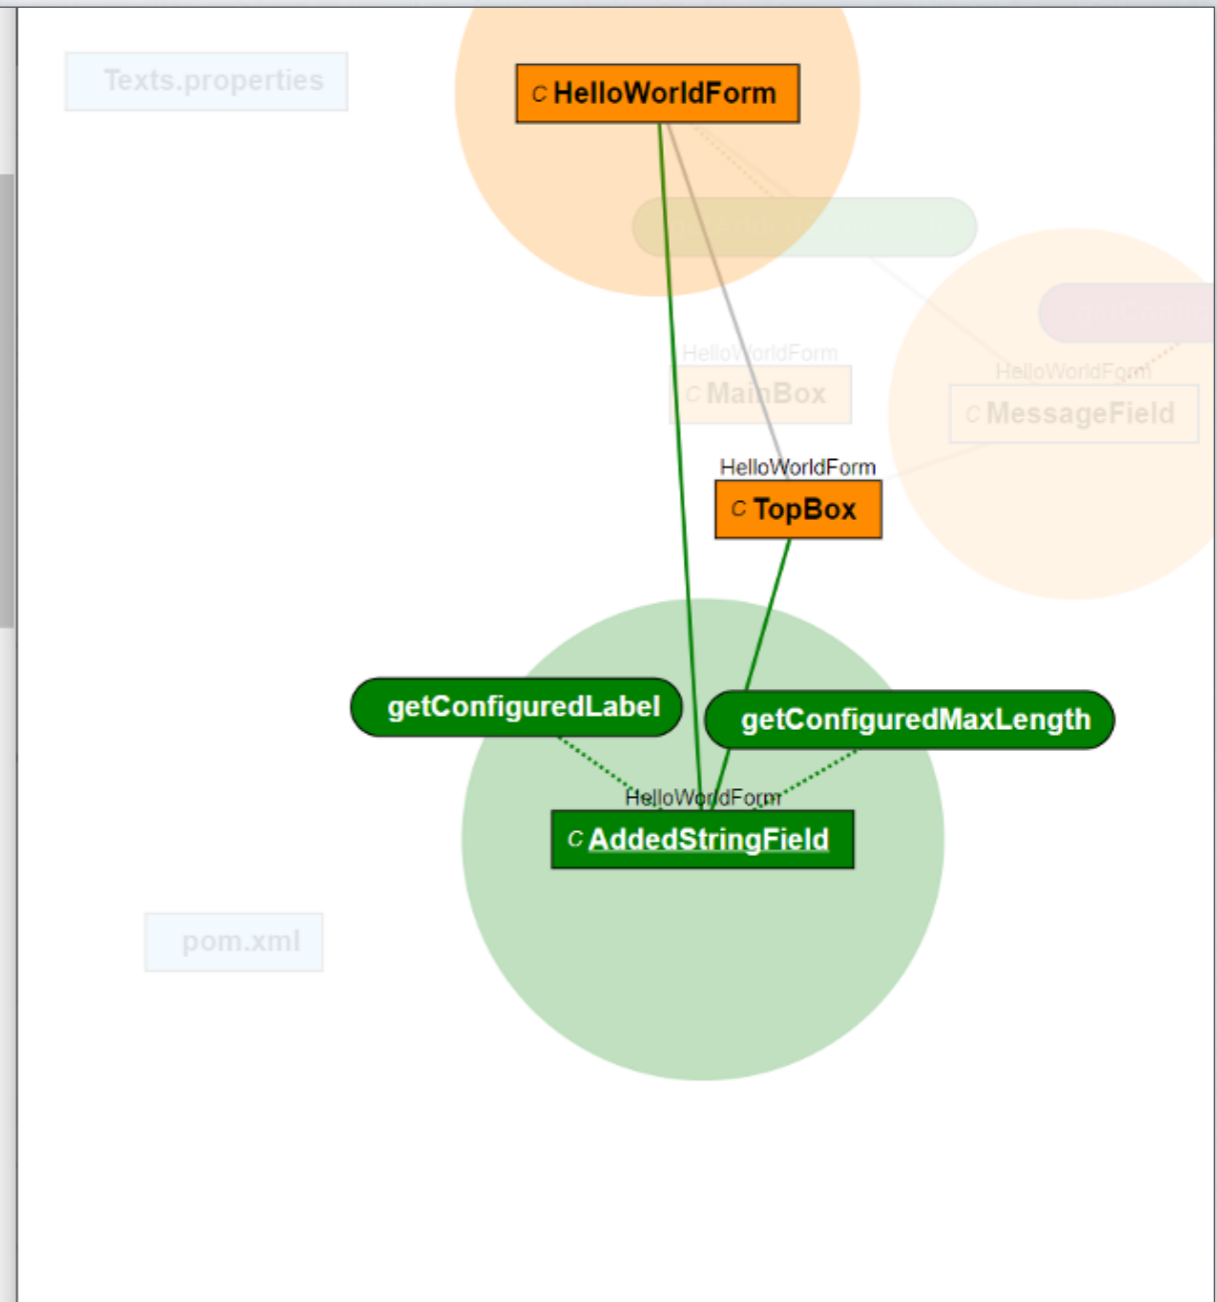 Texts.properties
C HelloWorldForm
HelloWorldForm
C MainBox
HelloWorldForm
C MessageField
HelloWorldForm
C TopBox
getConfiguredLabel
getConfiguredMaxLength
HelloWorldForm
C AddedStringField
pom.xml